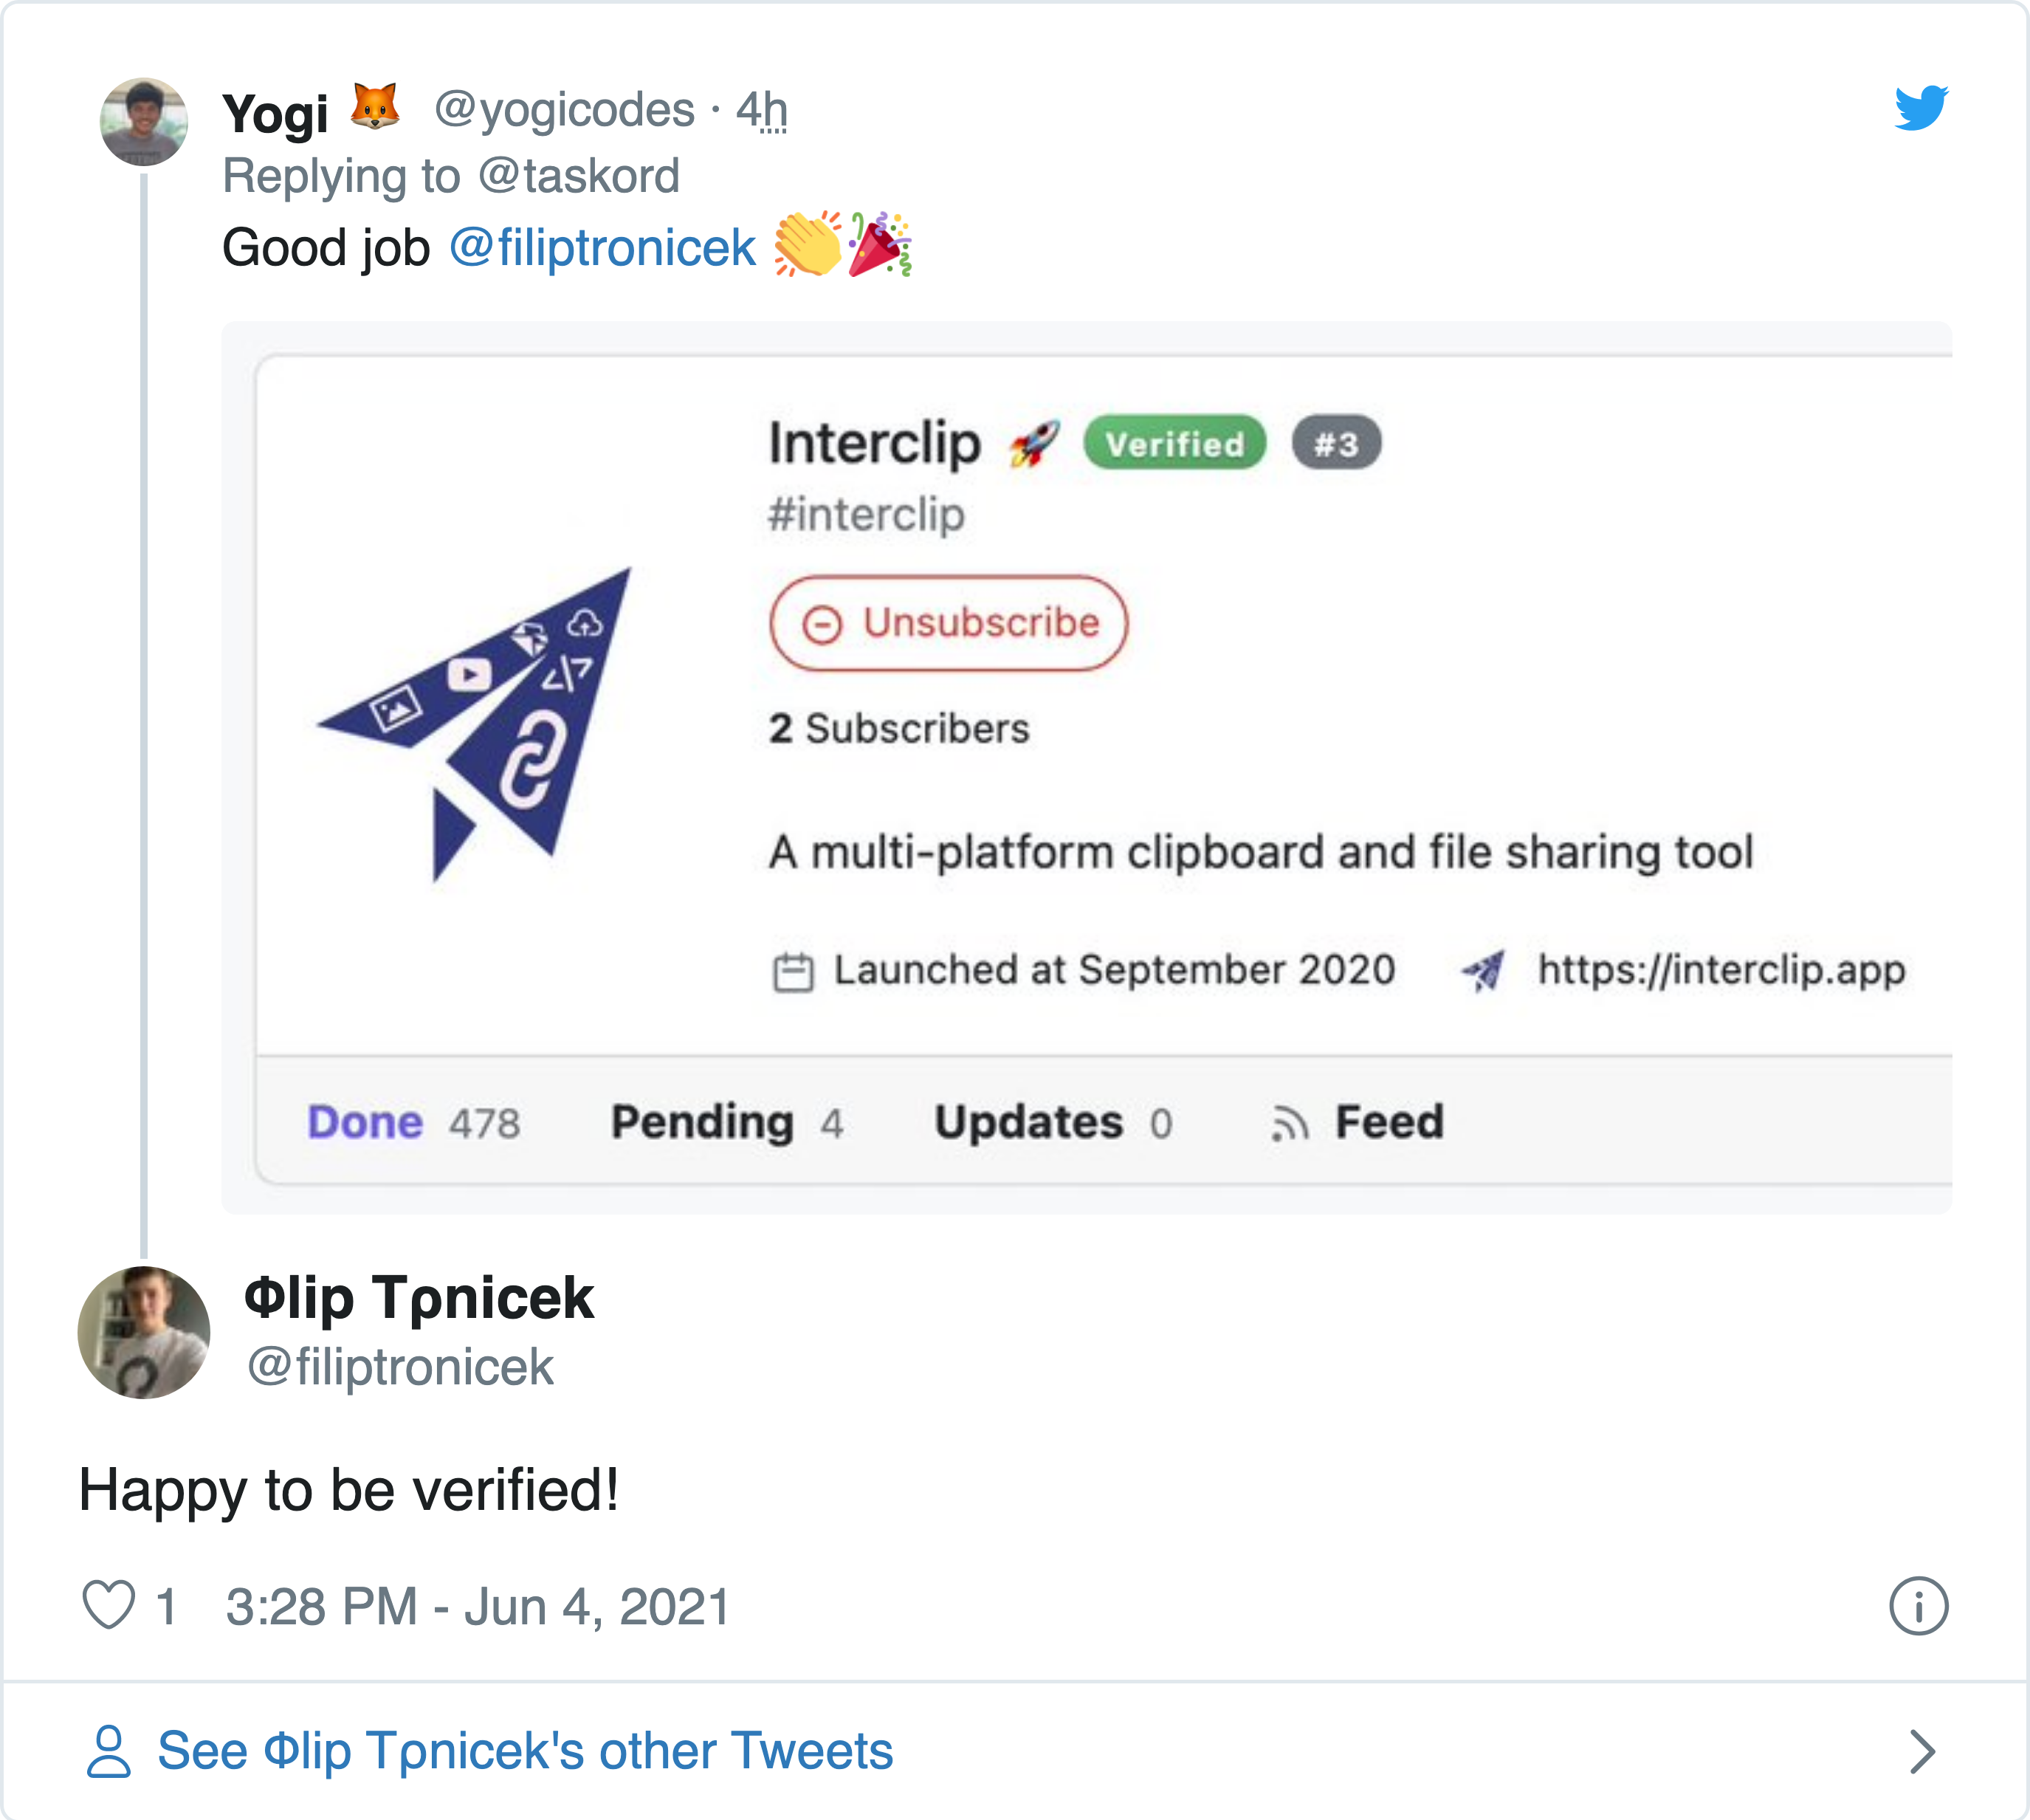 Yogi 🦊 @yogicodes · 4h
Replying to @taskord
Good job @filiptronicek 👏🎉
Interclip 🚀 Verified #3
#interclip
Unsubscribe
2 Subscribers
A multi-platform clipboard and file sharing tool
Launched at September 2020 https://interclip.app
Done 478 Pending 4 Updates 0 Feed
Φlip Tρnicek
@filiptronicek
Happy to be verified!
1 3:28 PM - Jun 4, 2021
See Φlip Tρnicek's other Tweets